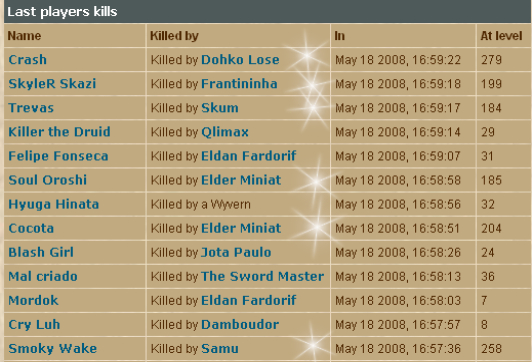 Last players kills
Name Killed by In At level
Crash Killed by Dohko Lose May 18 2008, 16:59:22 279
SkyleR Skazi Killed by Frantininha May 18 2008, 16:59:18 199
Trevas Killed by Skum May 18 2008, 16:59:17 184
Killer the Druid Killed by Qlimax May 18 2008, 16:59:14 29
Felipe Fonseca Killed by Eldan Fardorif May 18 2008, 16:59:07 31
Soul Oroshi Killed by Elder Miniat May 18 2008, 16:58:58 185
Hyuga Hinata Killed by a Wyvern May 18 2008, 16:58:56 32
Cocota Killed by Elder Miniat May 18 2008, 16:58:51 204
Blash Girl Killed by Jota Paulo May 18 2008, 16:58:26 24
Mal criado Killed by The Sword Master May 18 2008, 16:58:13 36
Mordok Killed by Eldan Fardorif May 18 2008, 16:58:03 7
Cry Luh Killed by Damboudor May 18 2008, 16:57:57 8
Smoky Wake Killed by Samu May 18 2008, 16:57:36 258